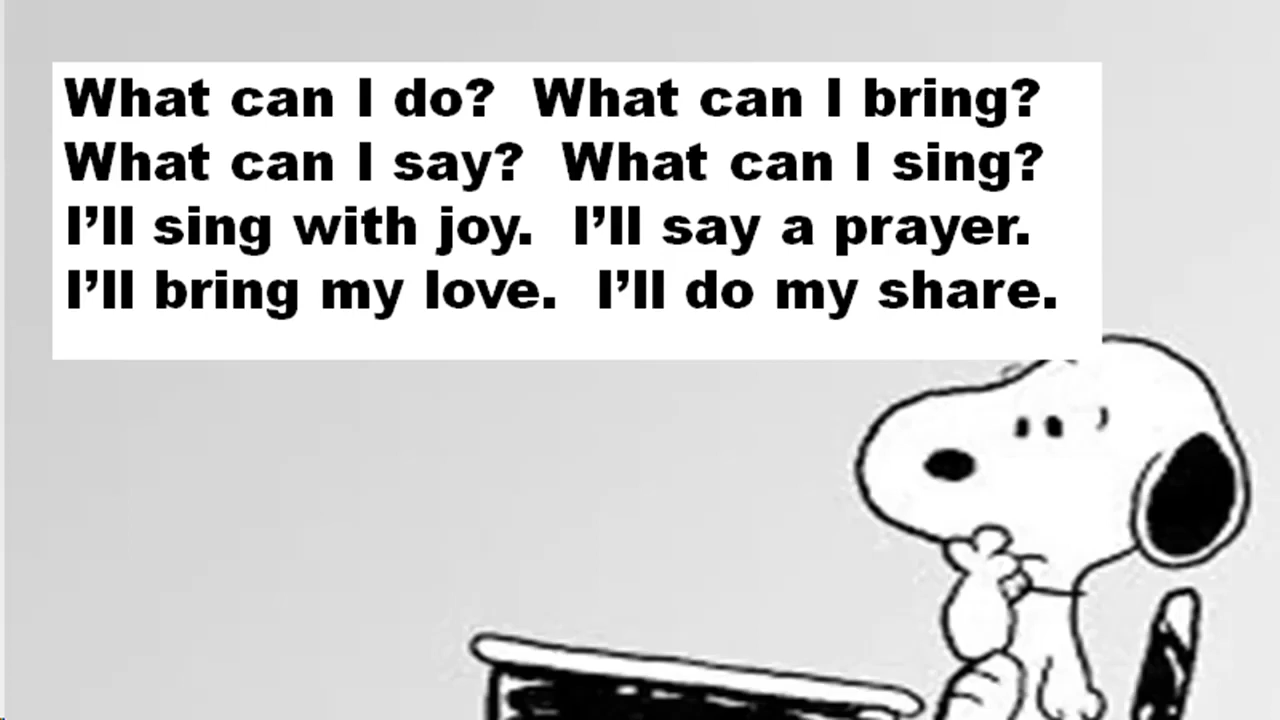 What can I do?  What can I bring?
What can I say?  What can I sing?
I’ll sing with joy.  I’ll say a prayer.
I’ll bring my love.  I’ll do my share.